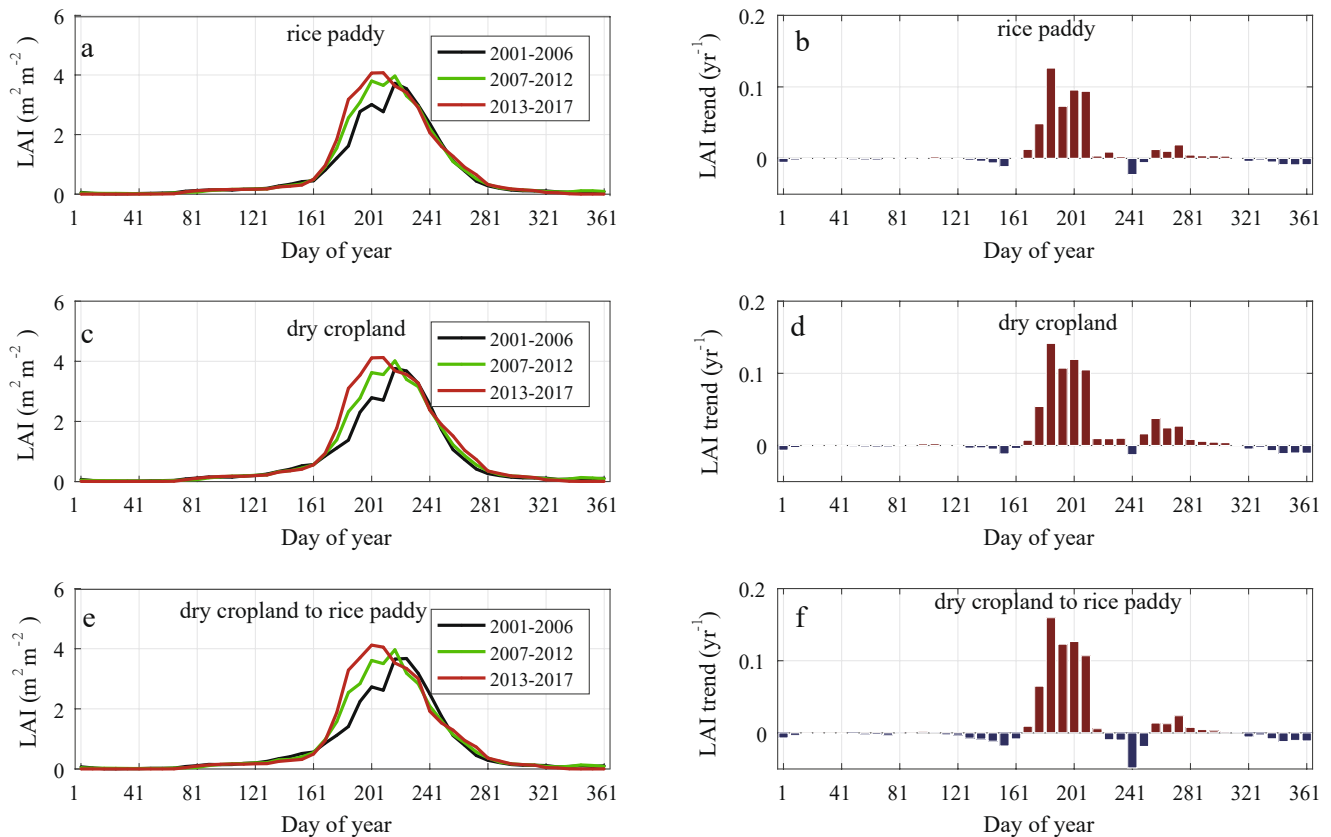 a
rice paddy
2001-2006
2007-2012
2013-2017
LAI (m² m⁻²)
6
4
2
0
1 41 81 121 161 201 241 281 321 361
Day of year
b
rice paddy
LAI trend (yr⁻¹)
0.2
0.1
0
1 41 81 121 161 201 241 281 321 361
Day of year
c
dry cropland
2001-2006
2007-2012
2013-2017
LAI (m² m⁻²)
6
4
2
0
1 41 81 121 161 201 241 281 321 361
Day of year
d
dry cropland
LAI trend (yr⁻¹)
0.2
0.1
0
1 41 81 121 161 201 241 281 321 361
Day of year
e
dry cropland to rice paddy
2001-2006
2007-2012
2013-2017
LAI (m² m⁻²)
6
4
2
0
1 41 81 121 161 201 241 281 321 361
Day of year
f
dry cropland to rice paddy
LAI trend (yr⁻¹)
0.2
0.1
0
1 41 81 121 161 201 241 281 321 361
Day of year